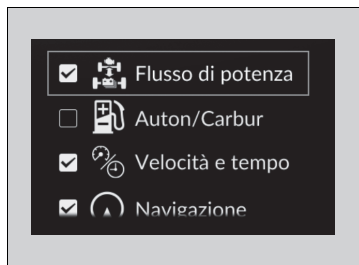 Flusso di potenza
Auton/Carbur
Velocità e tempo
Navigazione